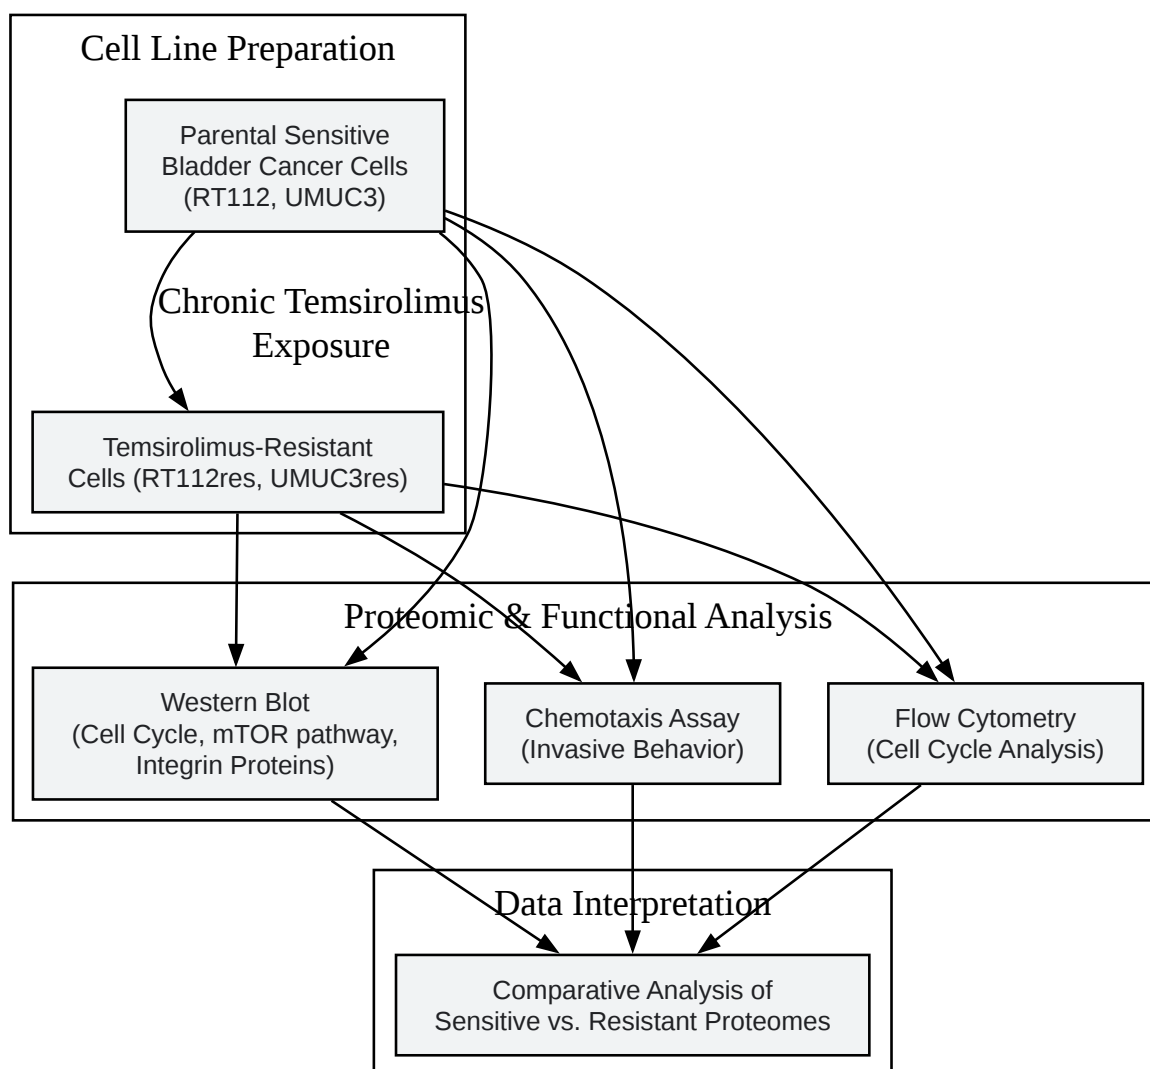 Cell Line Preparation
Parental Sensitive
Bladder Cancer Cells
(RT112, UMUC3)
Chronic Temsirolimus
Exposure
Temsirolimus-Resistant
Cells (RT112res, UMUC3res)
Proteomic & Functional Analysis
Western Blot
(Cell Cycle, mTOR pathway,
Integrin Proteins)
Chemotaxis Assay
(Invasive Behavior)
Flow Cytometry
(Cell Cycle Analysis)
Data Interpretation
Comparative Analysis of
Sensitive vs. Resistant Proteomes